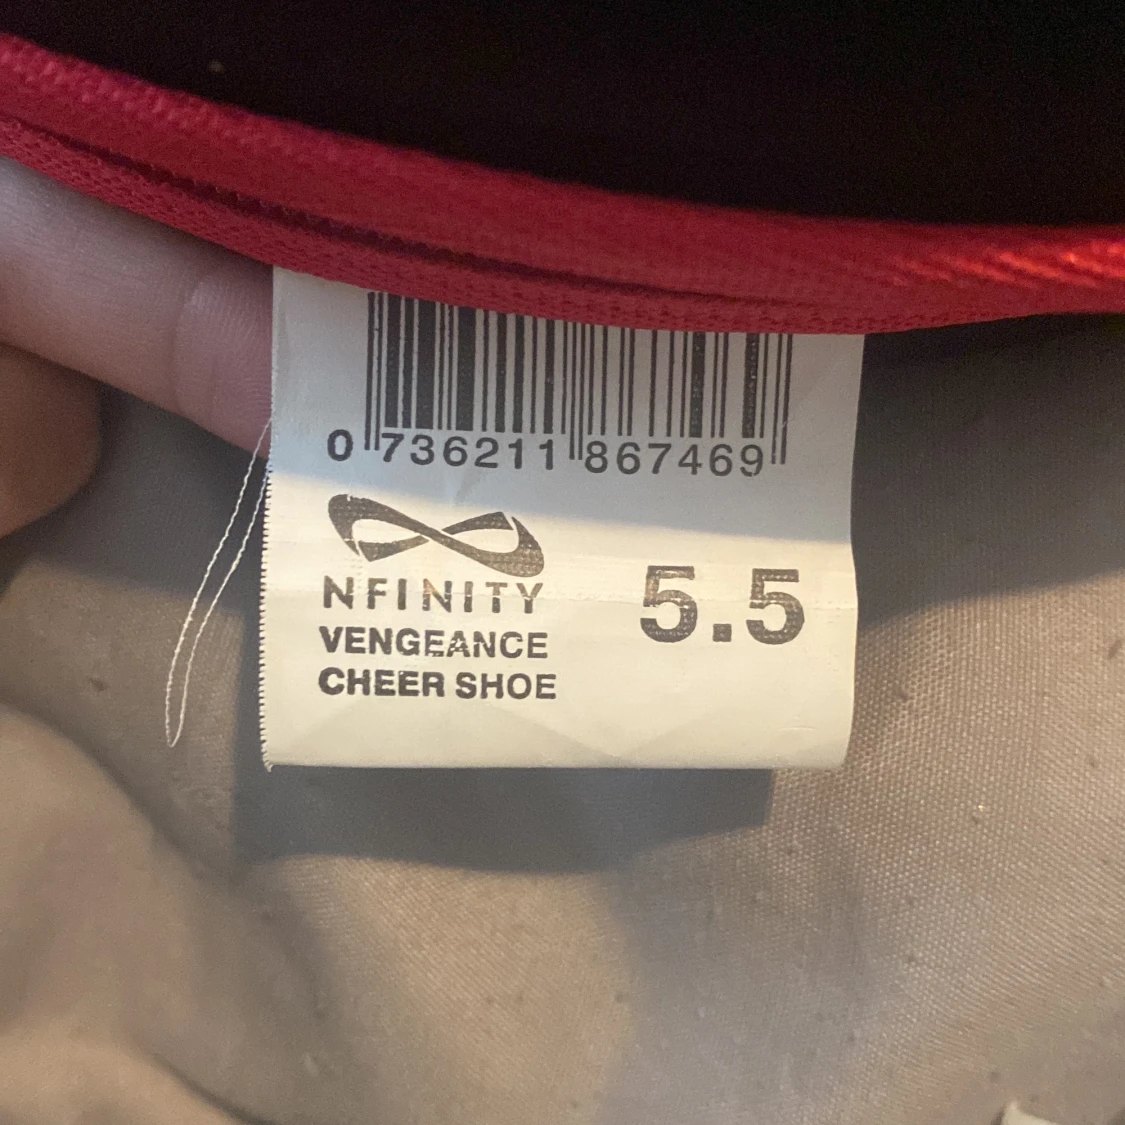 0 736211 867469
NFINITY
VENGEANCE
CHEER SHOE
5.5